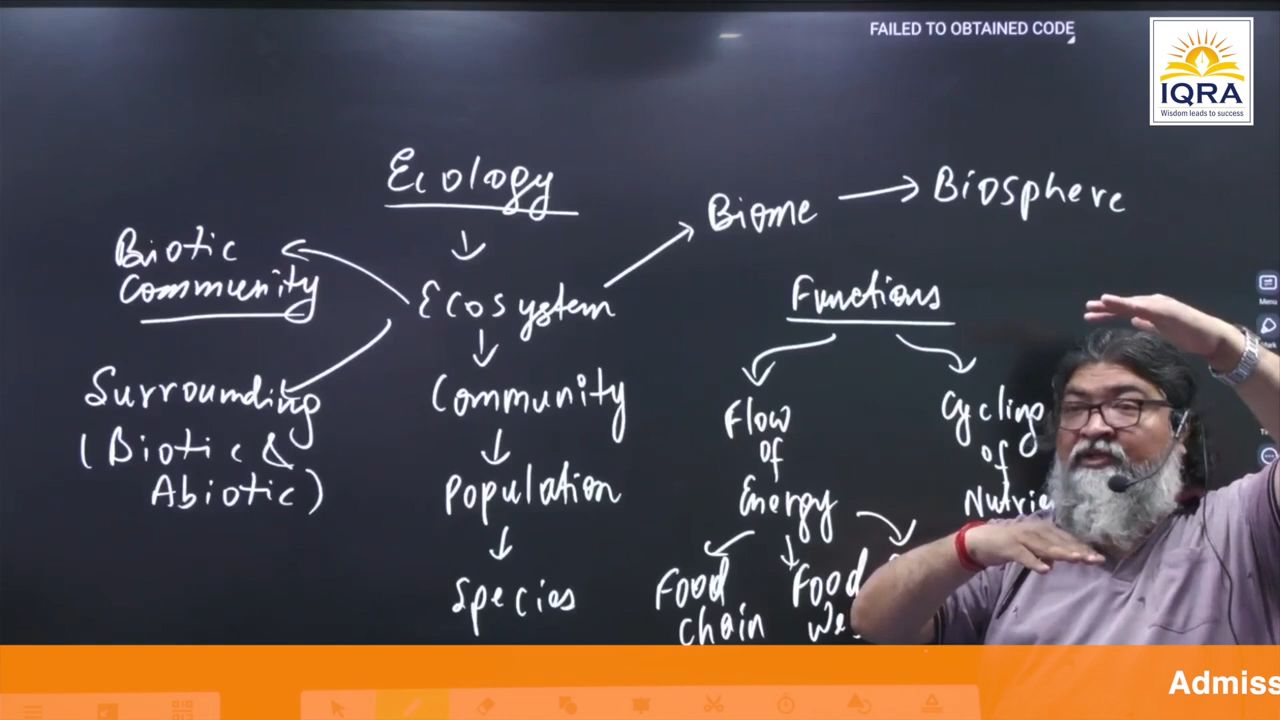 FAILED TO OBTAINED CODE
IQRA
Wisdom leads to success
Ecology
Biome
Biosphere
Biotic
Community
Ecosystem
Functions
Surrounding
(Biotic &
Abiotic)
Community
Population
Species
Flow
of
Energy
Cycling
of
Food
Chain
Food
Menu
Admiss